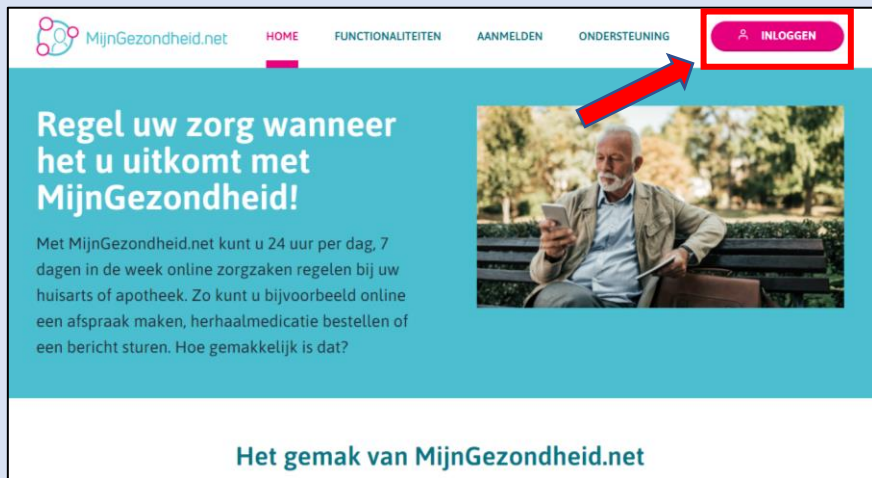 MijnGezondheid.net
HOME
FUNCTIONALITEITEN
AANMELDEN
ONDERSTEUNING
INLOGGEN
Regel uw zorg wanneer
het u uitkomt met
MijnGezondheid!
Met MijnGezondheid.net kunt u 24 uur per dag, 7
dagen in de week online zorgzaken regelen bij uw
huisarts of apotheek. Zo kunt u bijvoorbeeld online
een afspraak maken, herhaalmedicatie bestellen of
een bericht sturen. Hoe gemakkelijk is dat?
Het gemak van MijnGezondheid.net